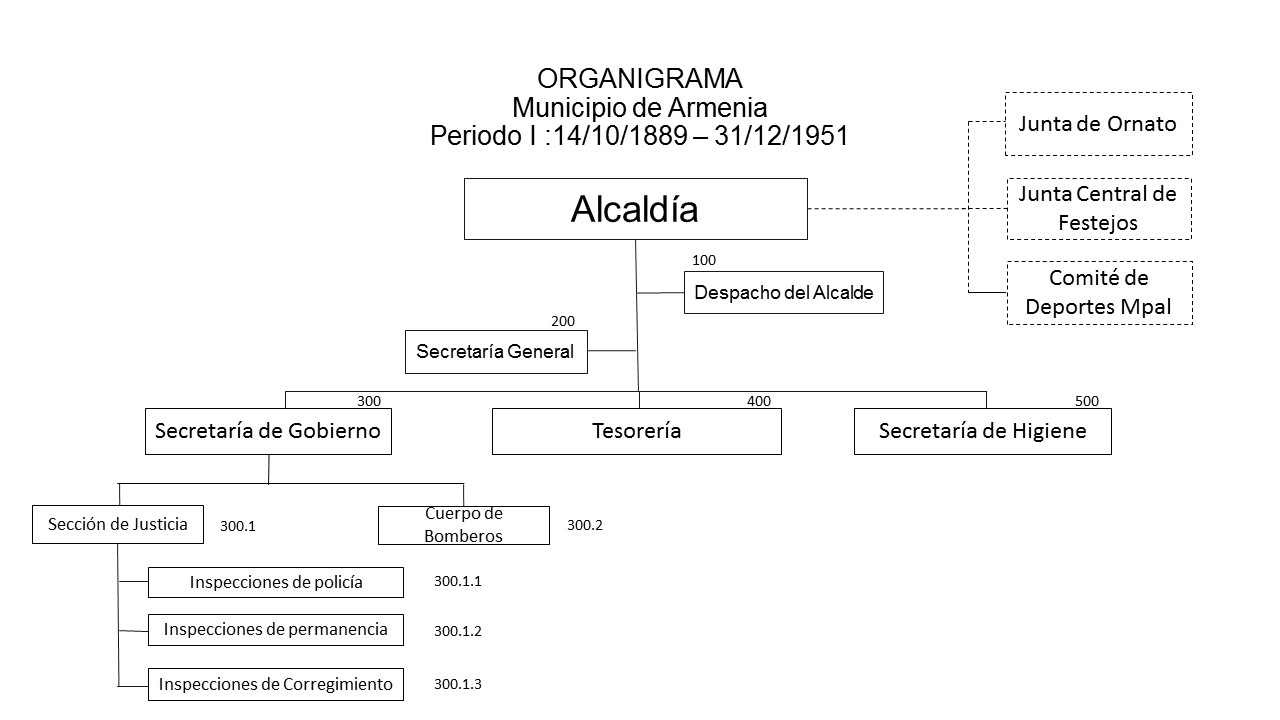 ORGANIGRAMA
Municipio de Armenia
Periodo I :14/10/1889 – 31/12/1951
Junta de Ornato
Junta Central de
Festejos
Comité de
Deportes Mpal
Alcaldía
100
Despacho del Alcalde
200
Secretaría General
300
Secretaría de Gobierno
400
Tesorería
500
Secretaría de Higiene
Sección de Justicia
300.1
Cuerpo de
Bomberos
300.2
Inspecciones de policía
300.1.1
Inspecciones de permanencia
300.1.2
Inspecciones de Corregimiento
300.1.3